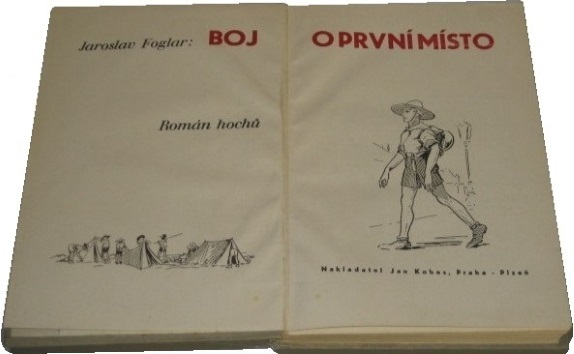 Jaroslav Foglar: BOJ O PRVNÍ MÍSTO
Román hochů
Nakladatel Jan Kobes, Praha - Plzeň